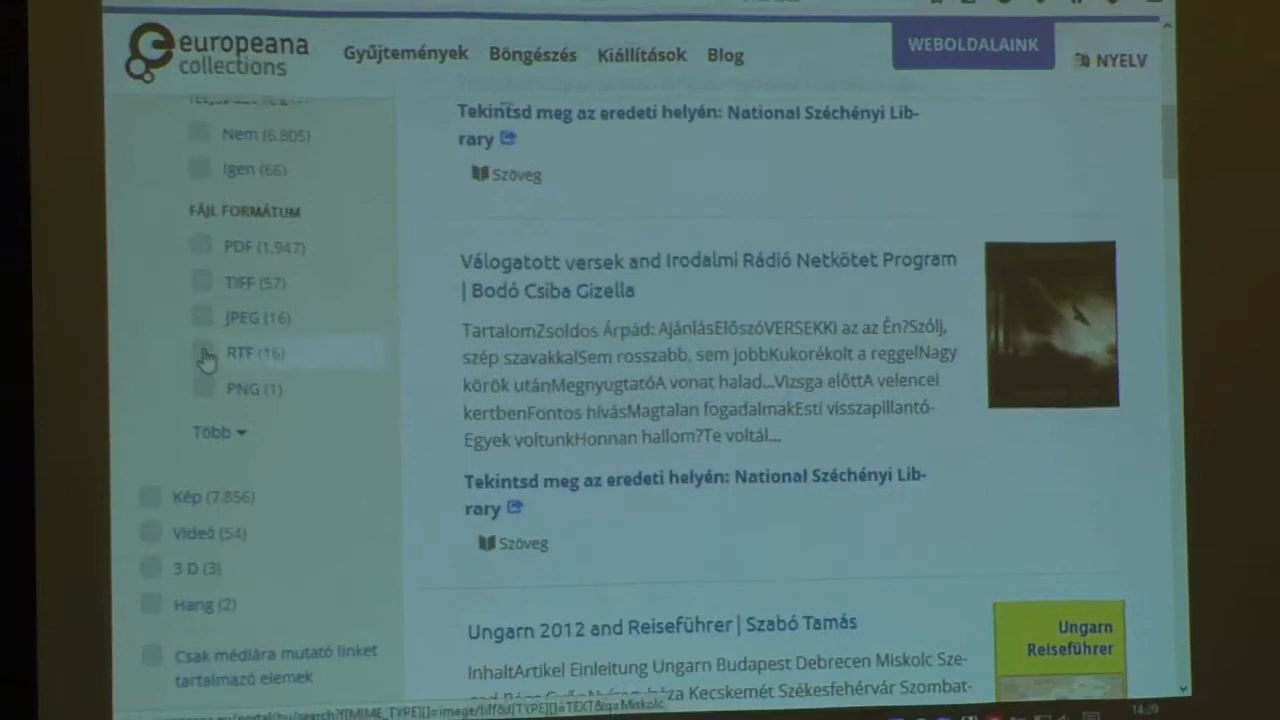 europeana
collections
Gyűjtemények Böngészés Kiállítások Blog
WEBOLDALAINK
NYELV
Nem (6.805)
Igen (66)
FÁJL FORMÁTUM
PDF (1.947)
TIFF (57)
JPEG (16)
RTF (16)
PNG (1)
Több
Kép (7.856)
Videó (54)
3 D (3)
Hang (2)
Csak médiára mutató linket
tartalmazó elemek
Tekintsd meg az eredeti helyén: National Széchényi Lib-
rary
Szöveg
Válogatott versek and Irodalmi Rádió Netkötet Program
| Bodó Csiba Gizella
TartalomZsoldos Árpád: AjánlásElőszóVERSEKKi az az Én?Szólj,
szép szavakkalSem rosszabb, sem jobbKukorékolt a reggelNagy
körök utánMegnyugtatóA vonat halad...Vizsga előttA velencei
kertbenFontos hívásMagtalan fogadalmakEsti visszapillantó-
Egyek voltunkHonnan hallom?Te voltál...
Tekintsd meg az eredeti helyén: National Széchényi Lib-
rary
Szöveg
Ungarn 2012 and Reiseführer | Szabó Tamás
InhaltArtikel Einleitung Ungarn Budapest Debrecen Miskolc Sze-
Kecskemét Székesfehérvár Szombat-
Ungarn
Reiseführer
14:20